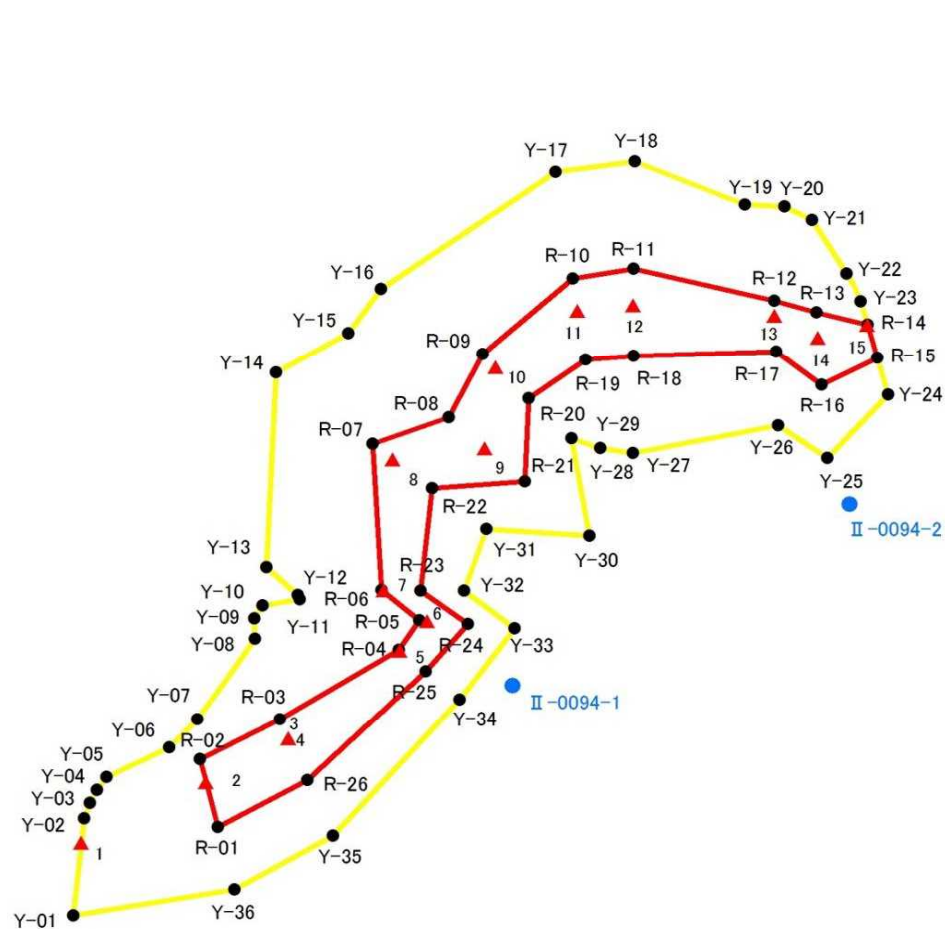 Y-18
Y-17
Y-19
Y-20
Y-21
R-11
R-10
Y-16
Y-22
R-12
R-13
Y-23
Y-15
11
12
R-14
13
14
15
R-09
R-15
Y-14
10
R-19
R-18
R-17
R-16
Y-24
R-08
R-20
Y-29
R-07
Y-28
Y-27
Y-26
Y-25
9
R-21
8
R-22
Ⅱ-0094-2
Y-31
Y-30
Y-13
R-23
Y-12
7
Y-32
Y-10
R-06
Y-11
Y-09
R-05
6
Y-08
R-24
Y-33
R-04
5
R-25
Y-07
R-03
Ⅱ-0094-1
Y-34
3
Y-06
R-02
4
Y-05
Y-04
2
R-26
Y-03
Y-02
R-01
Y-35
1
Y-01
Y-36